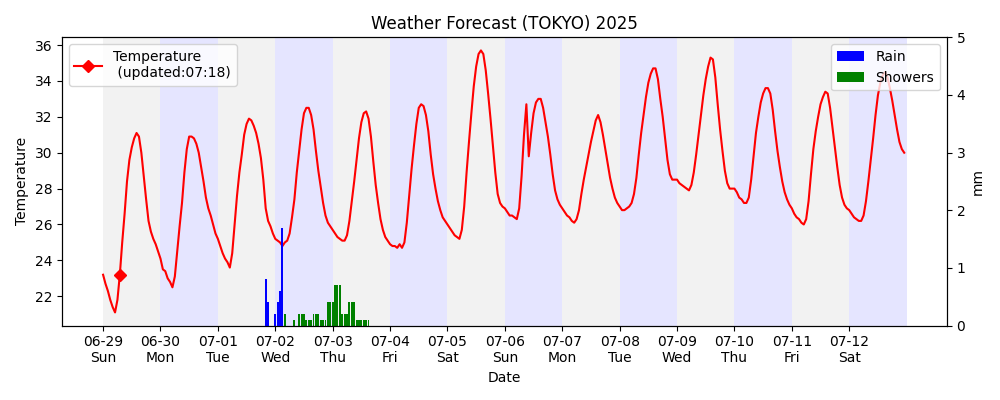 Weather Forecast (TOKYO) 2025
Temperature
(updated:07:18)
Rain
Showers
Temperature
36
34
32
30
28
26
24
22
5
4
3
2
1
0
mm
06-29 06-30 07-01 07-02 07-03 07-04 07-05 07-06 07-07 07-08 07-09 07-10 07-11 07-12
Sun Mon Tue Wed Thu Fri Sat Sun Mon Tue Wed Thu Fri Sat
Date